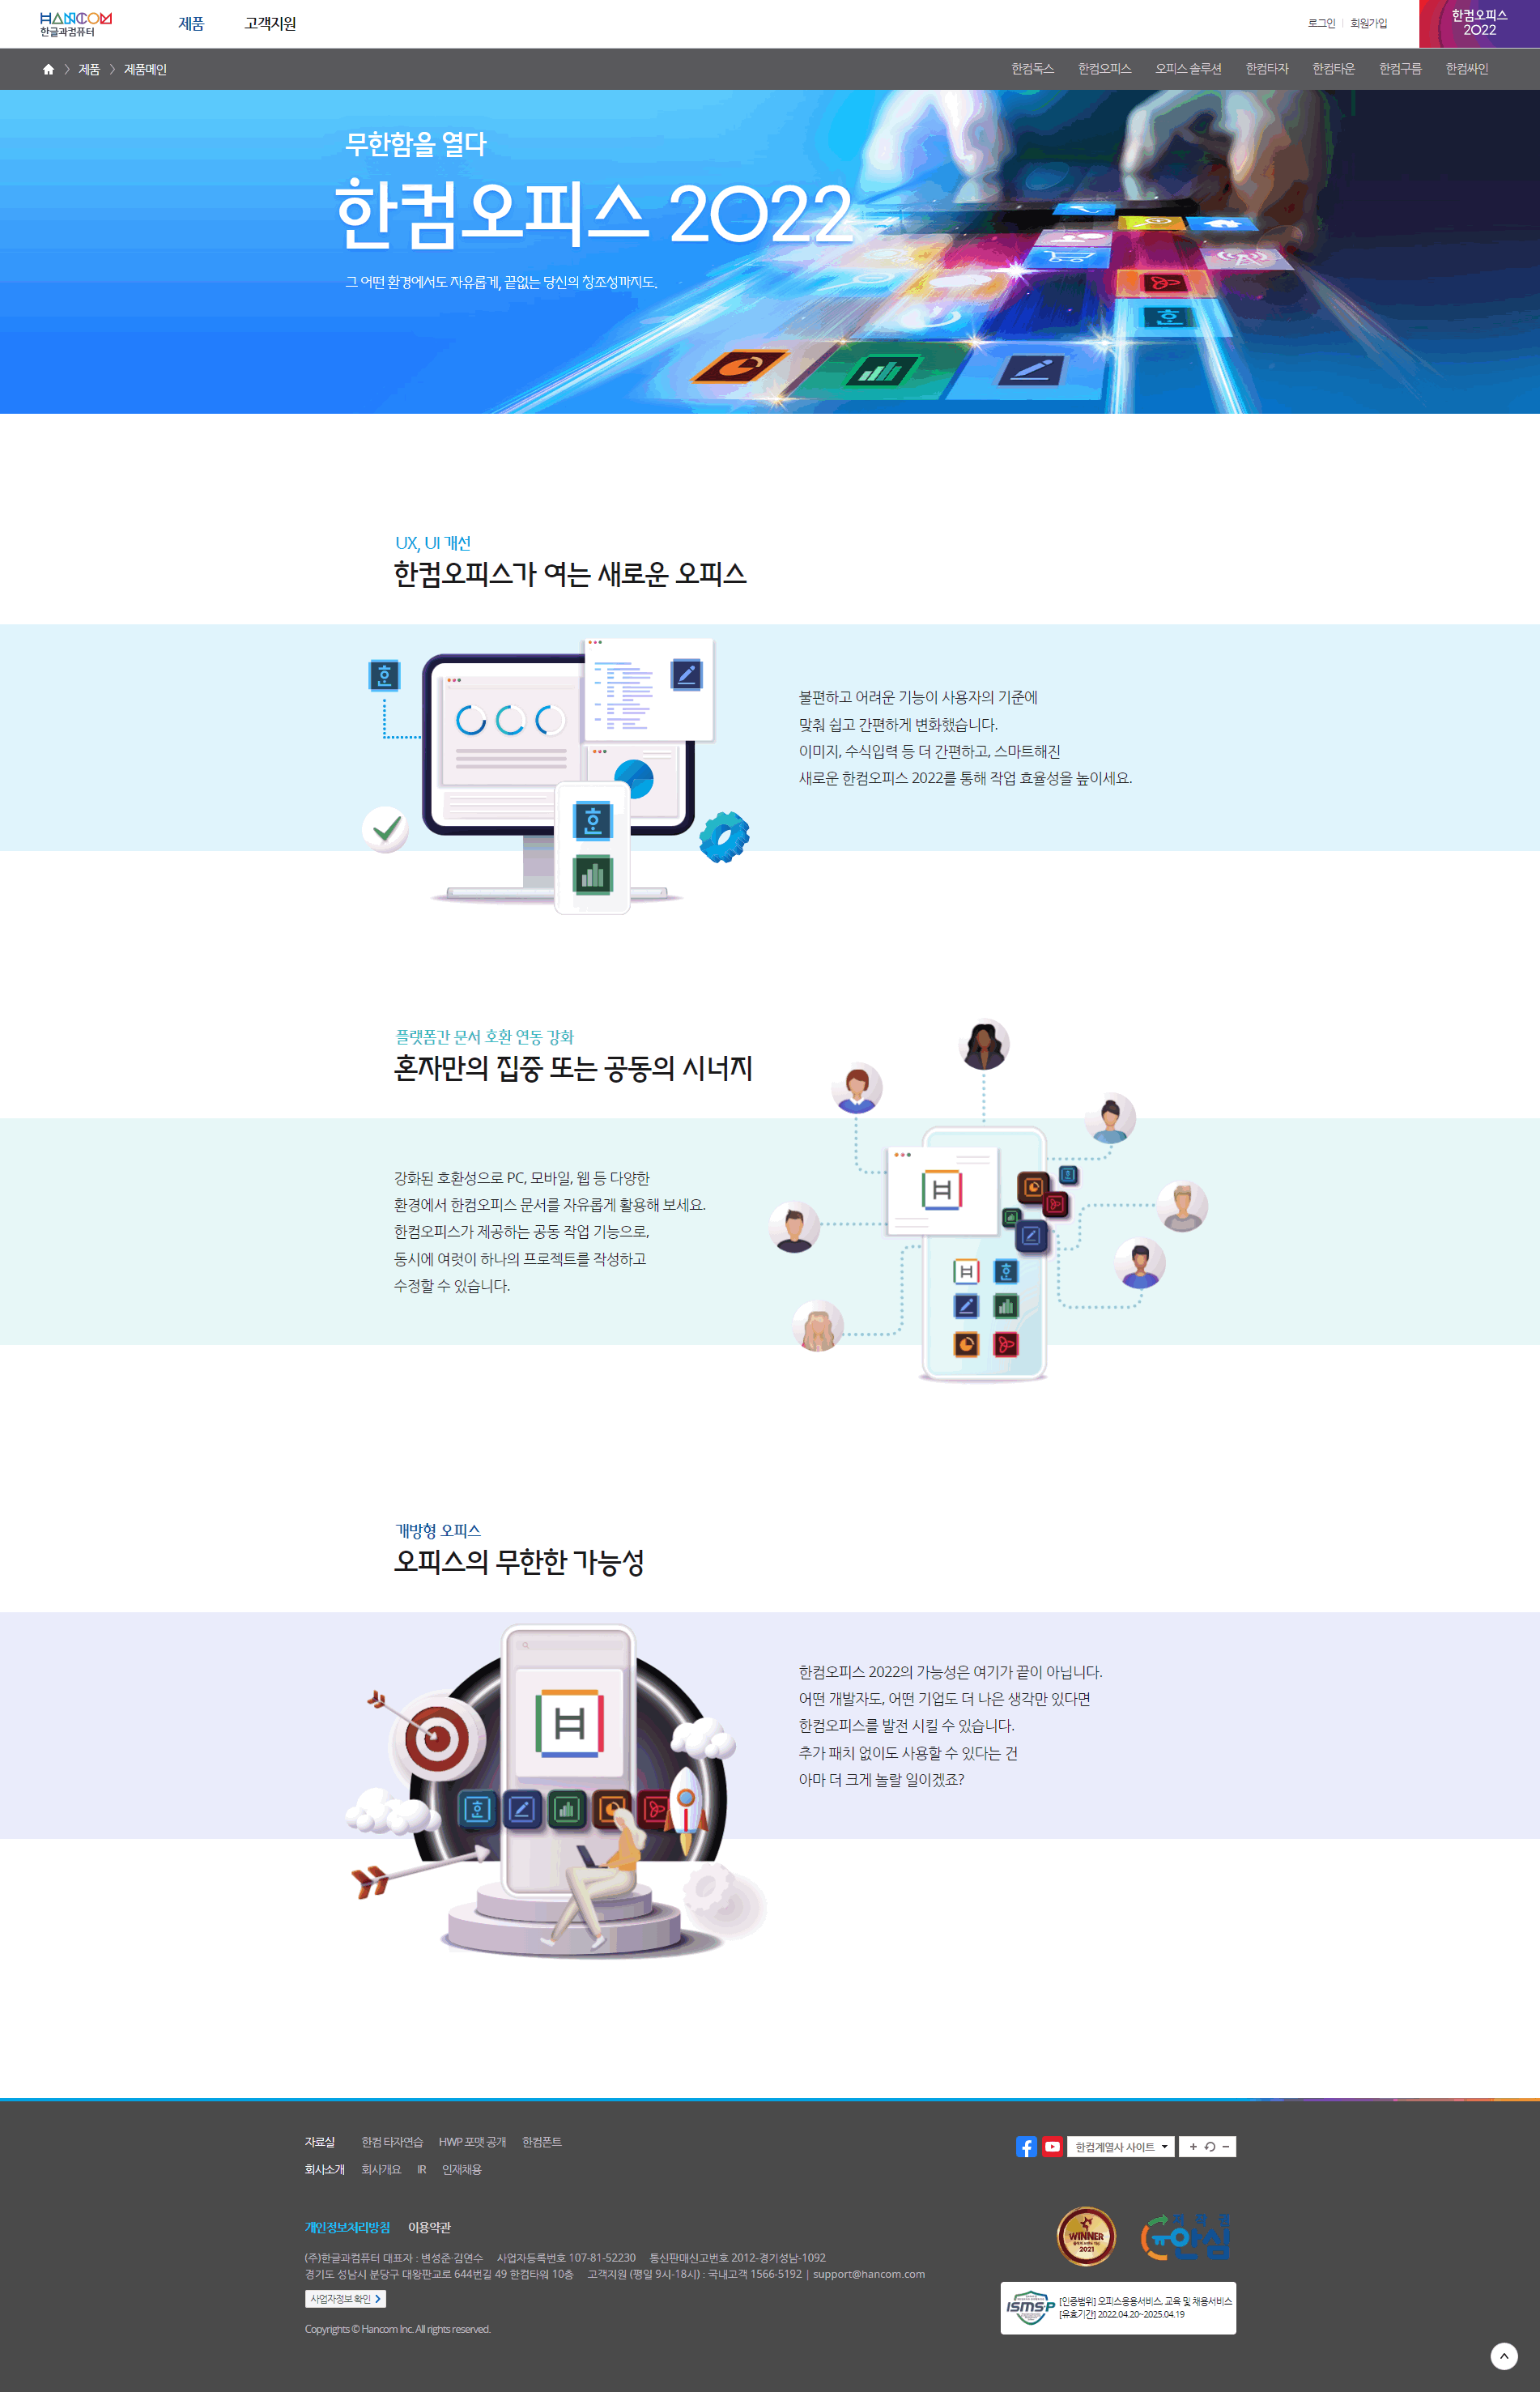 HANCOM
한글과컴퓨터
제품
고객지원
로그인
회원가입
한컴오피스
2022
제품
제품메인
한컴독스
한컴오피스
오피스 솔루션
한컴타자
한컴타운
한컴구름
한컴싸인
무한함을 열다
한컴오피스 2022
그 어떤 환경에서도 자유롭게, 끝없는 당신의 창조성까지도.
UX, UI 개선
한컴오피스가 여는 새로운 오피스
불편하고 어려운 기능이 사용자의 기준에
맞춰 쉽고 간편하게 변화했습니다.
이미지, 수식입력 등 더 간편하고, 스마트해진
새로운 한컴오피스 2022를 통해 작업 효율성을 높이세요.
플랫폼간 문서 호환 연동 강화
혼자만의 집중 또는 공동의 시너지
강화된 호환성으로 PC, 모바일, 웹 등 다양한
환경에서 한컴오피스 문서를 자유롭게 활용해 보세요.
한컴오피스가 제공하는 공동 작업 기능으로,
동시에 여럿이 하나의 프로젝트를 작성하고
수정할 수 있습니다.
개방형 오피스
오피스의 무한한 가능성
한컴오피스 2022의 가능성은 여기가 끝이 아닙니다.
어떤 개발자도, 어떤 기업도 더 나은 생각만 있다면
한컴오피스를 발전 시킬 수 있습니다.
추가 패치 없이도 사용할 수 있다는 건
아마 더 크게 놀랄 일이겠죠?
자료실
한컴 타자연습
HWP 포맷 공개
한컴폰트
회사소개
회사개요
IR
인재채용
한컴계열사 사이트
개인정보처리방침
이용약관
(주)한글과컴퓨터 대표자 : 변성준·김연수 사업자등록번호 107-81-52230 통신판매신고번호 2012-경기성남-1092
경기도 성남시 분당구 대왕판교로 644번길 49 한컴타워 10층 고객지원 (평일 9시-18시) : 국내고객 1566-5192 | support@hancom.com
사업자정보 확인
Copyrights © Hancom Inc. All rights reserved.
WINNER
2021
저작권
안심
ISMS-P
[인증범위] 오피스응용서비스, 교육 및 채용서비스
[유효기간] 2022.04.20~2025.04.19